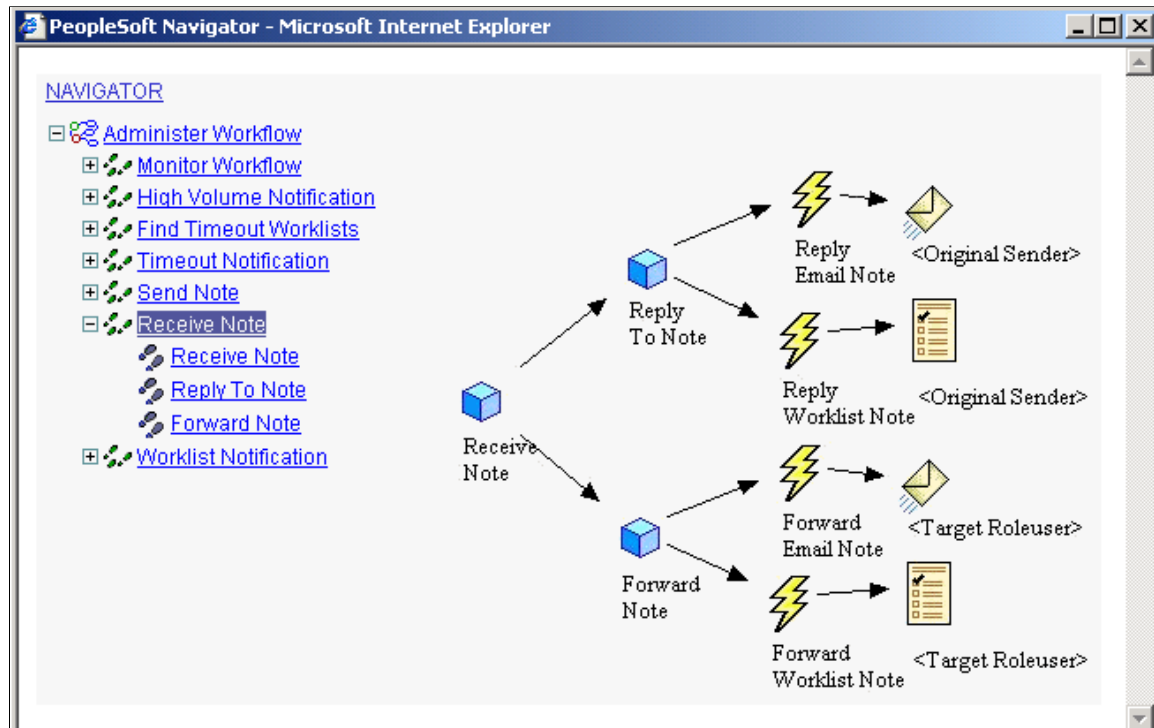 PeopleSoft Navigator - Microsoft Internet Explorer
NAVIGATOR
Administer Workflow
Monitor Workflow
High Volume Notification
Find Timeout Worklists
Timeout Notification
Send Note
Receive Note
Receive Note
Reply To Note
Forward Note
Worklist Notification
Receive
Note
Reply
To Note
Reply
Email Note
<Original Sender>
Reply
Worklist Note
<Original Sender>
Forward
Note
Forward
Email Note
<Target Roleuser>
Forward
Worklist Note
<Target Roleuser>